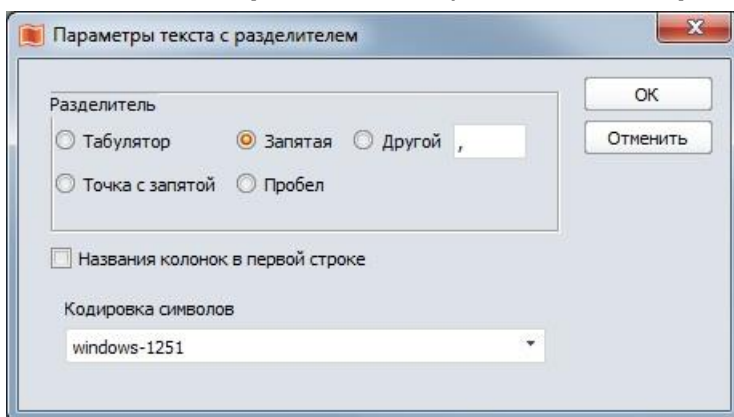 Параметры текста с разделителем
Разделитель
Табулятор Запятая Другой ,
Точка с запятой Пробел
ОК
Отменить
Названия колонок в первой строке
Кодировка символов
windows-1251